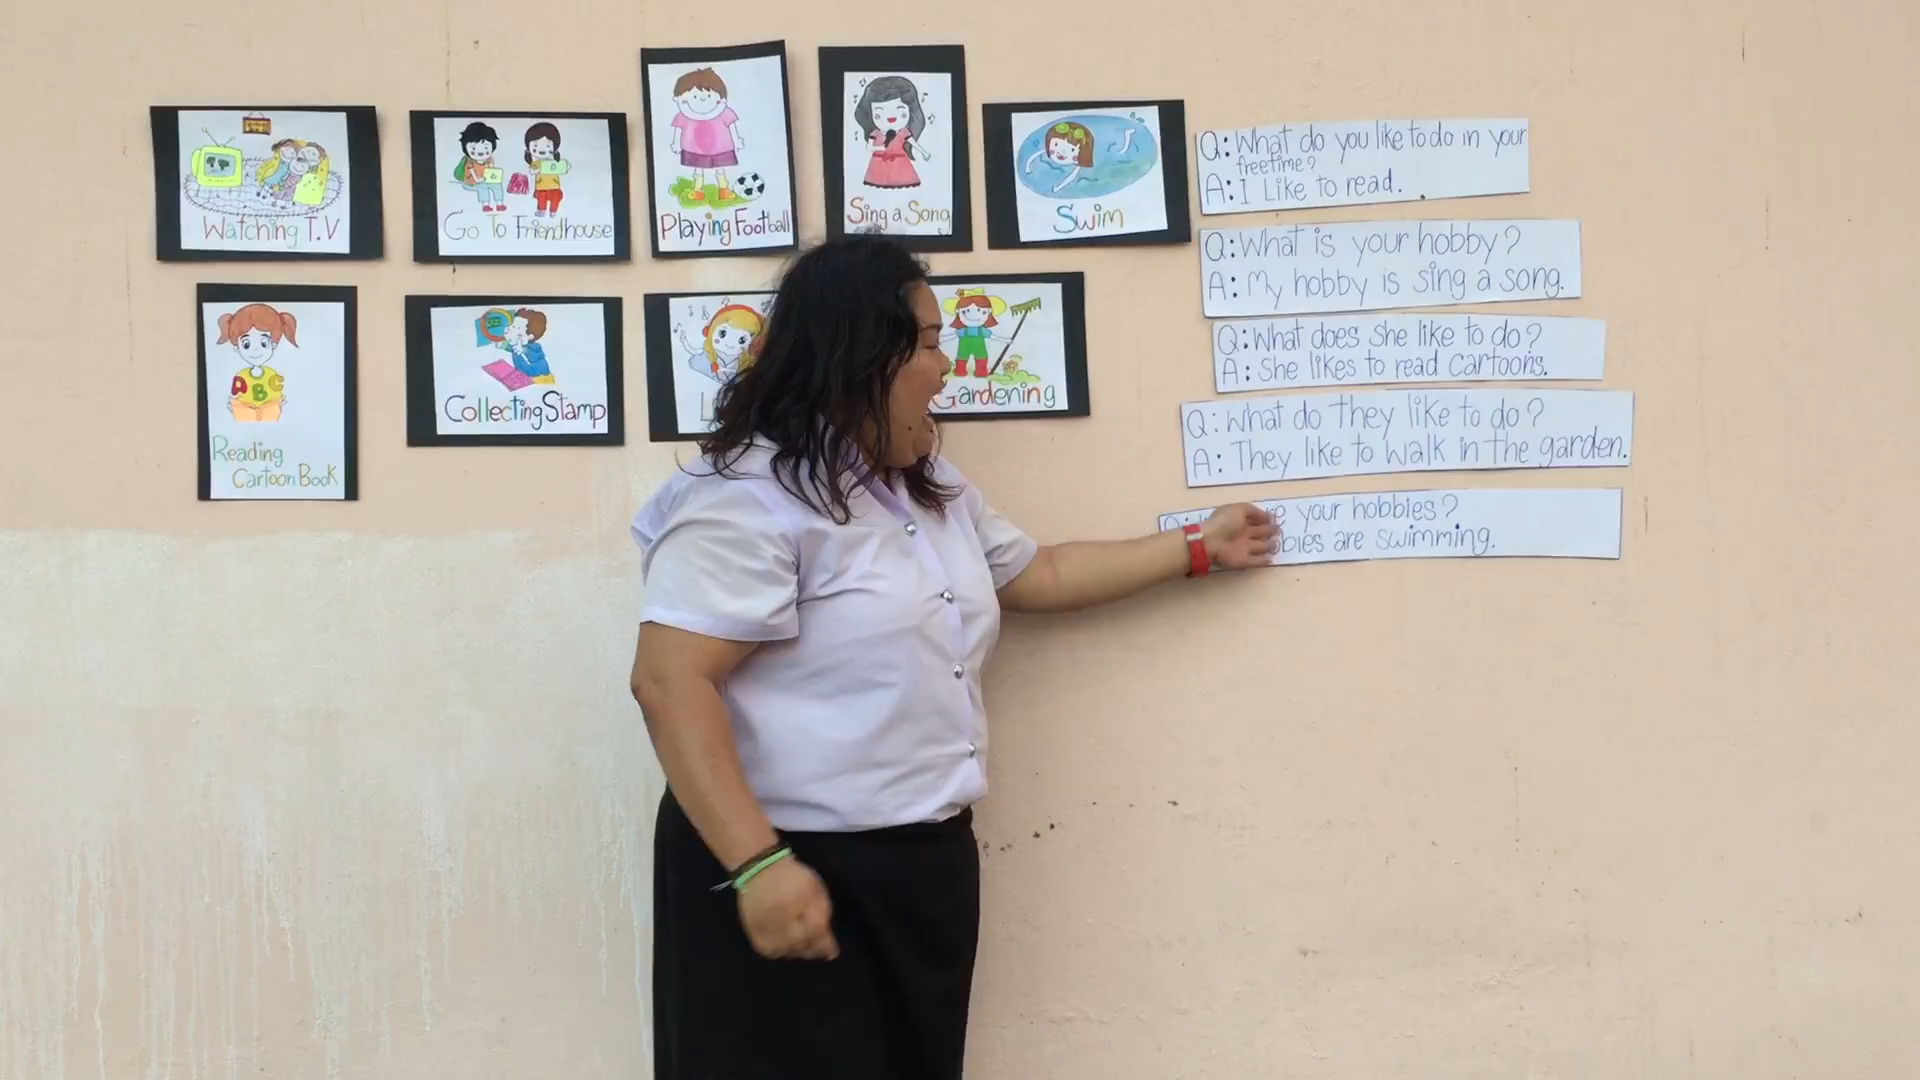 Watching T.V
Go To Friendhouse
Playing Football
Sing a Song
Swim
Reading
Cartoon Book
Collecting Stamp
Gardening
Q: What do you like to do in your
freetime?
A: I Like to read.
Q: What is your hobby?
A: My hobby is sing a song.
Q: What does she like to do?
A: She likes to read cartoons.
Q: What do they like to do?
A: They like to walk in the garden.
your hobbies?
are swimming.